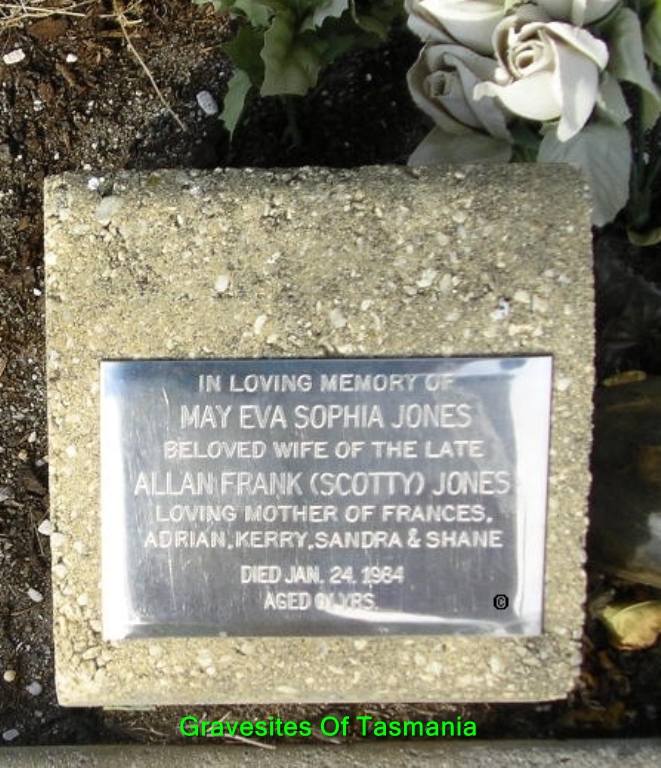 IN LOVING MEMORY OF
MAY EVA SOPHIA JONES
BELOVED WIFE OF THE LATE
ALLAN FRANK (SCOTTY) JONES
LOVING MOTHER OF FRANCES,
ADRIAN, KERRY, SANDRA & SHANE
DIED JAN. 24. 1984
AGED YRS.
©
Gravesites Of Tasmania